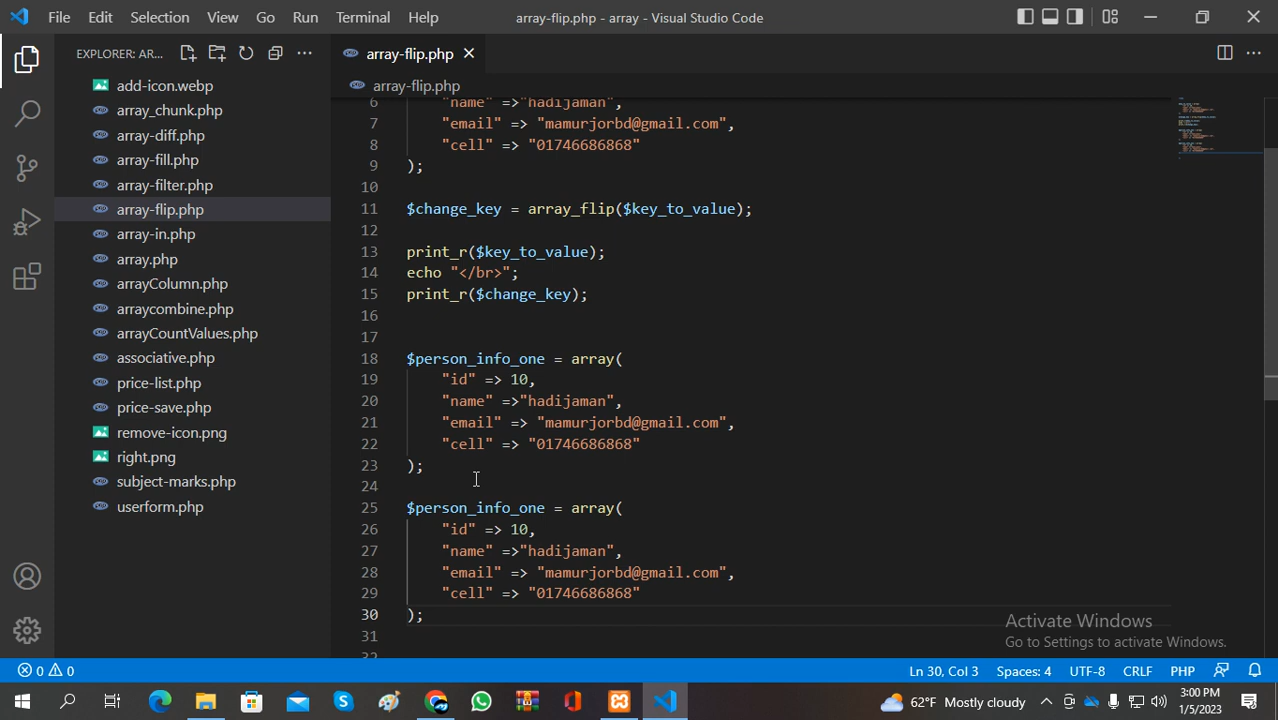 File Edit Selection View Go Run Terminal Help array-flip.php - array - Visual Studio Code
EXPLORER: AR... array-flip.php
add-icon.webp
array_chunk.php
array-diff.php
array-fill.php
array-filter.php
array-flip.php
array-in.php
array.php
arrayColumn.php
arraycombine.php
arrayCountValues.php
associative.php
price-list.php
price-save.php
remove-icon.png
right.png
subject-marks.php
userform.php
array-flip.php
6 "name" =>"hadijaman",
7 "email" => "mamurjorbd@gmail.com",
8 "cell" => "01746686868"
9 );
10
11 $change_key = array_flip($key_to_value);
12
13 print_r($key_to_value);
14 echo "</br>";
15 print_r($change_key);
16
17
18 $person_info_one = array(
19 "id" => 10,
20 "name" =>"hadijaman",
21 "email" => "mamurjorbd@gmail.com",
22 "cell" => "01746686868"
23 );
24
25 $person_info_one = array(
26 "id" => 10,
27 "name" =>"hadijaman",
28 "email" => "mamurjorbd@gmail.com",
29 "cell" => "01746686868"
30 );
31
32
Activate Windows
Go to Settings to activate Windows.
0 0 Ln 30, Col 3 Spaces: 4 UTF-8 CRLF PHP
62°F Mostly cloudy 3:00 PM
1/5/2023